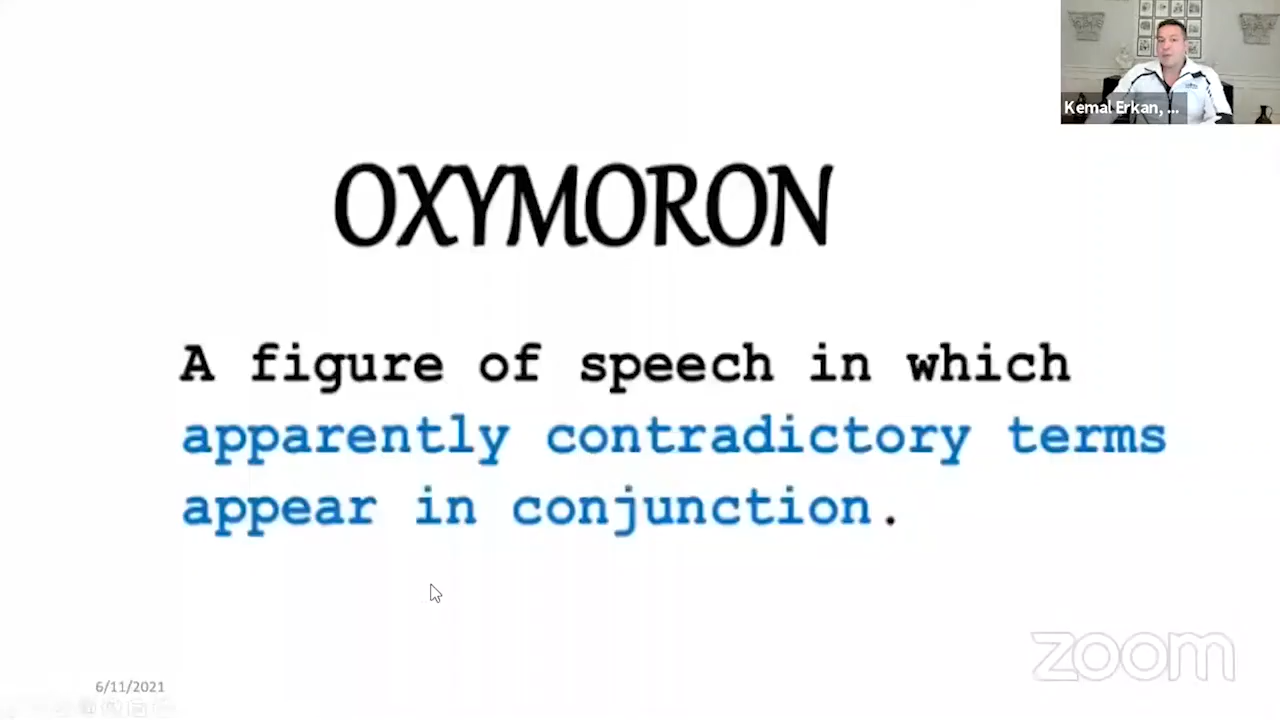 Kemal Erkan, ...
OXYMORON
A figure of speech in which
apparently contradictory terms
appear in conjunction.
zoom
6/11/2021